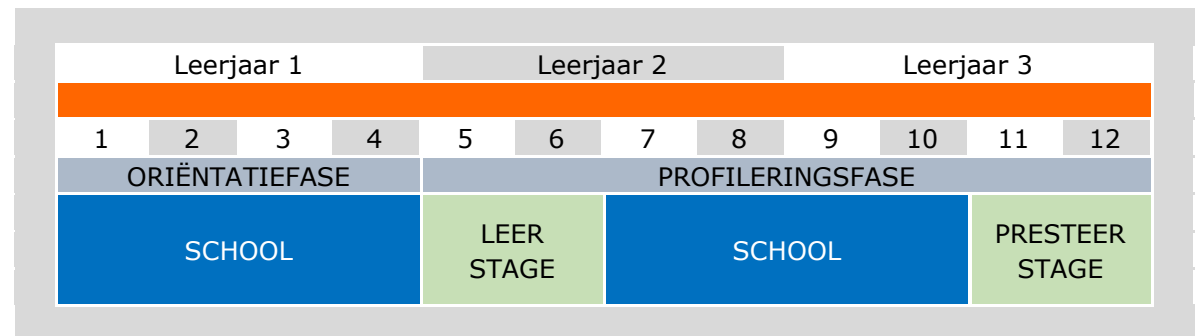 Leerjaar 1 Leerjaar 2 Leerjaar 3
1 2 3 4 5 6 7 8 9 10 11 12
ORIËNTATIEFASE PROFILERINGSFASE
SCHOOL
LEER
STAGE
SCHOOL
PRESTEER
STAGE